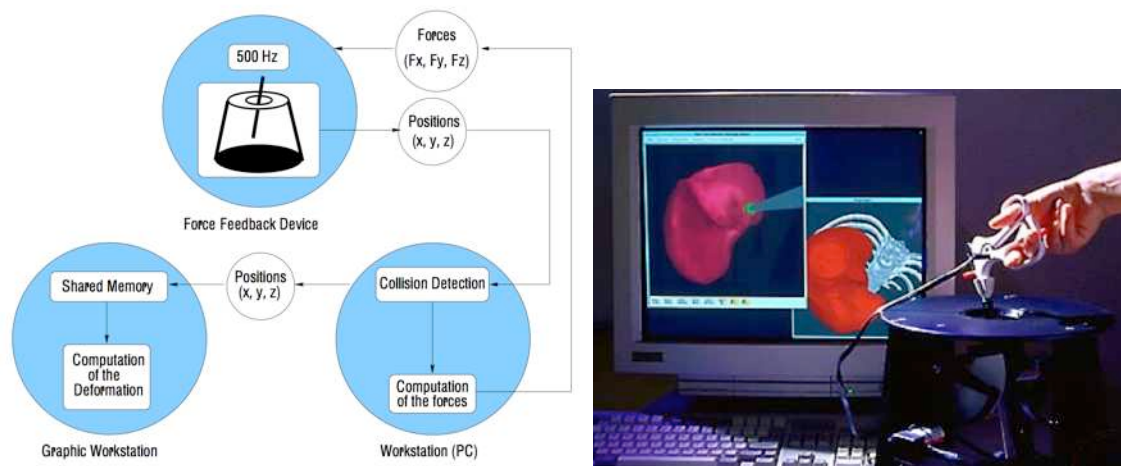 Forces
(Fx, Fy, Fz)
500 Hz
Positions
(x, y, z)
Force Feedback Device
Positions
(x, y, z)
Shared Memory
Collision Detection
Computation
of the
Deformation
Computation
of the forces
Graphic Workstation
Workstation (PC)